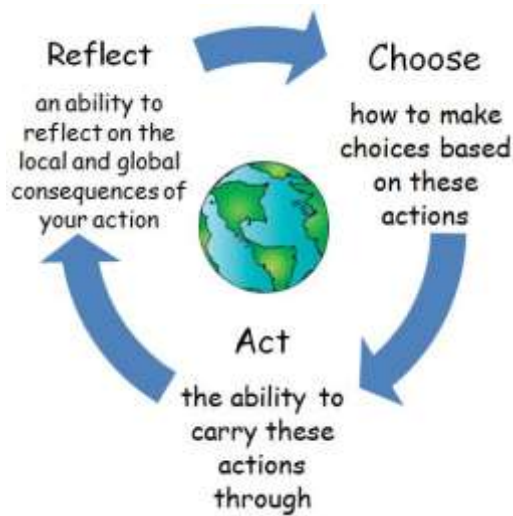 Reflect
an ability to
reflect on the
local and global
consequences of
your action
Choose
how to make
choices based
on these
actions
Act
the ability to
carry these
actions
through